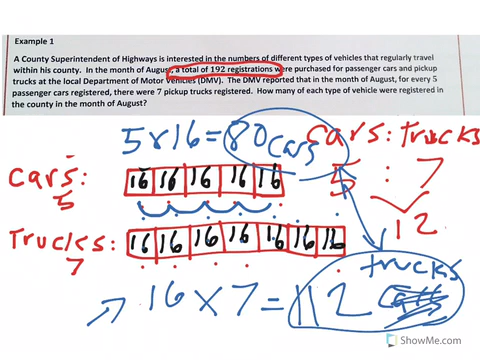 Example 1
A County Superintendent of Highways is interested in the numbers of different types of vehicles that regularly travel
within his county. In the month of August, a total of 192 registrations were purchased for passenger cars and pickup
trucks at the local Department of Motor Vehicles (DMV). The DMV reported that in the month of August, for every 5
passenger cars registered, there were 7 pickup trucks registered. How many of each type of vehicle were registered in
the county in the month of August?
5 x 16 = 80 cars
cars : trucks
cars: 16 16 16 16 16
5
5 : 7
12
Trucks: 16 16 16 16 16 16 16
7
trucks
16 x 7 = 112
ShowMe.com